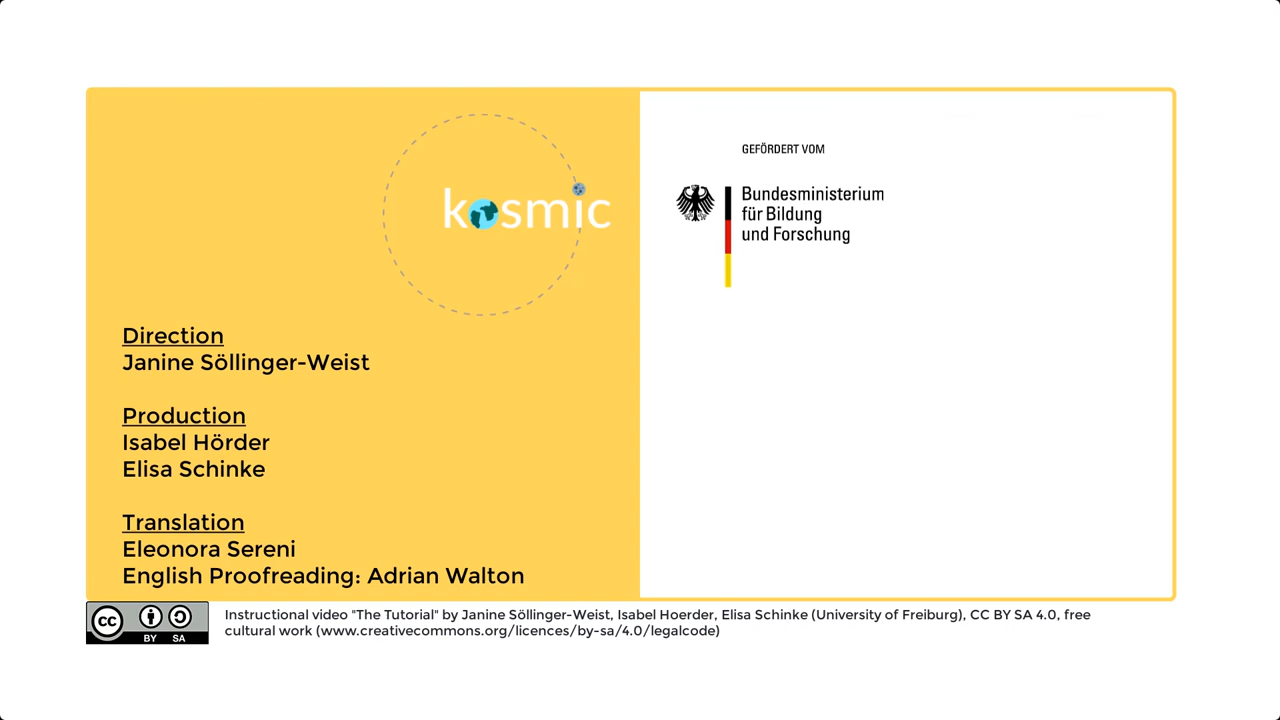 kosmic
Direction
Janine Söllinger-Weist
Production
Isabel Hörder
Elisa Schinke
Translation
Eleonora Sereni
English Proofreading: Adrian Walton
GEFÖRDERT VOM
Bundesministerium
für Bildung
und Forschung
cc
BY SA
Instructional video "The Tutorial" by Janine Söllinger-Weist, Isabel Hoerder, Elisa Schinke (University of Freiburg), CC BY SA 4.0, free
cultural work (www.creativecommons.org/licences/by-sa/4.0/legalcode)